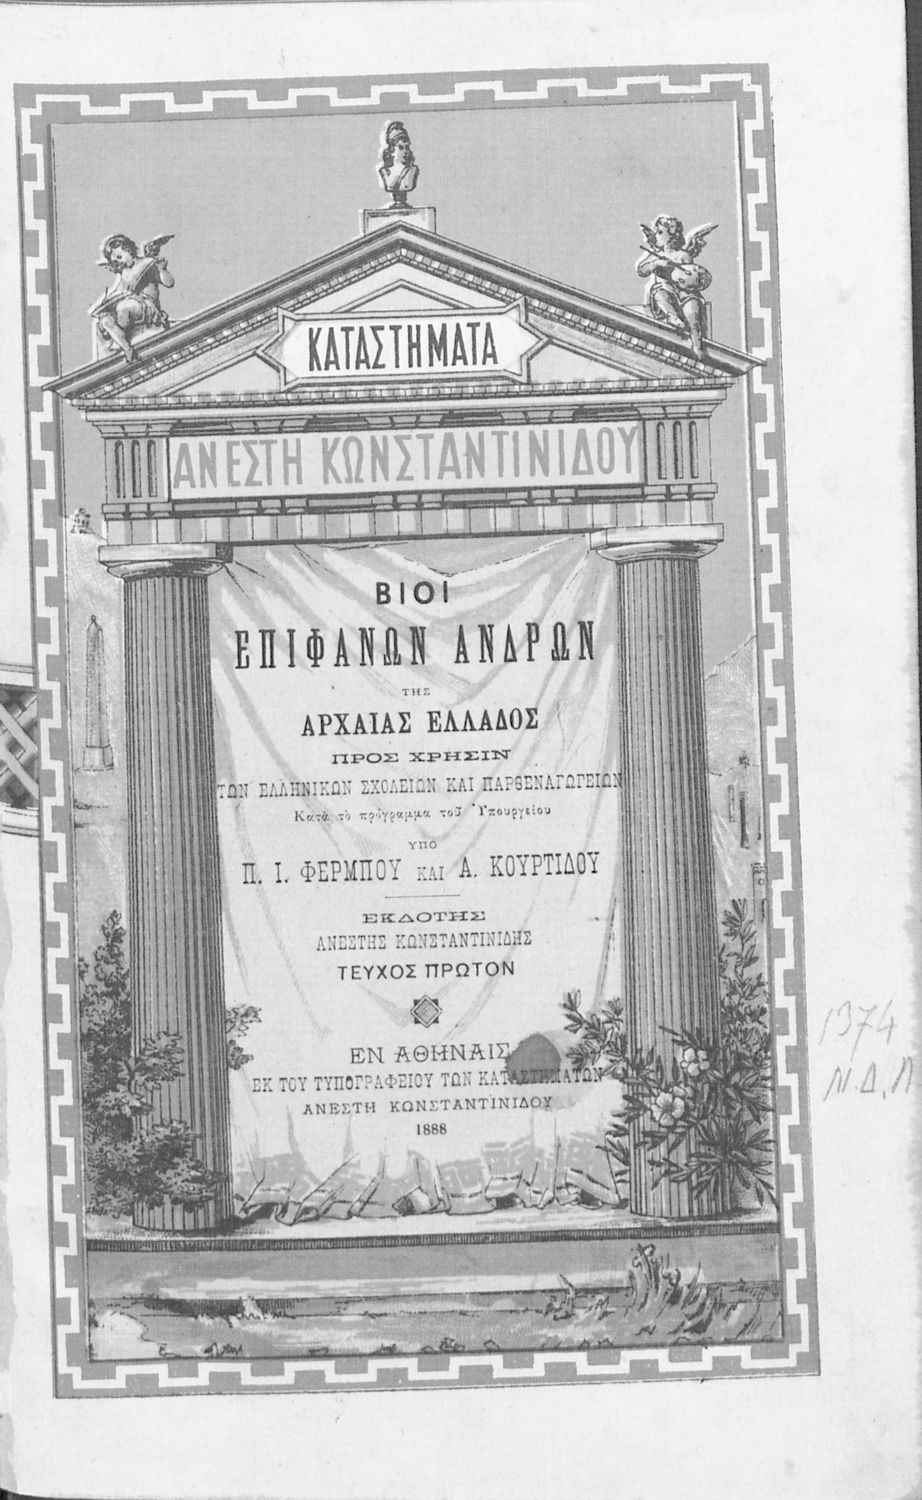 ΚΑΤΑΣΤΗΜΑΤΑ
ΑΝΕΣΤΗ ΚΩΝΣΤΑΝΤΙΝΙΔΟΥ
ΒΙΟΙ
ΕΠΙΦΑΝΩΝ ΑΝΔΡΩΝ
ΤΗΣ
ΑΡΧΑΙΑΣ ΕΛΛΑΔΟΣ
ΠΡΟΣ ΧΡΗΣΙΝ
ΤΩΝ ΕΛΛΗΝΙΚΩΝ ΣΧΟΛΕΙΩΝ ΚΑΙ ΠΑΡΘΕΝΑΓΩΓΕΙΩΝ
Κατὰ τὸ πρόγραμμα τοῦ Ὑπουργείου
ΥΠΟ
Π. Ι. ΦΕΡΜΠΟΥ ΚΑΙ Α. ΚΟΥΡΤΙΔΟΥ
ΕΚΔΟΤΗΣ
ΑΝΕΣΤΗΣ ΚΩΝΣΤΑΝΤΙΝΙΔΗΣ
ΤΕΥΧΟΣ ΠΡΩΤΟΝ
ΕΝ ΑΘΗΝΑΙΣ
ΕΚ ΤΟΥ ΤΥΠΟΓΡΑΦΕΙΟΥ ΤΩΝ ΚΑΤΑΣΤΗΜΑΤΩΝ
ΑΝΕΣΤΗ ΚΩΝΣΤΑΝΤΙΝΙΔΟΥ
1888
1374
Ν.Δ.Π